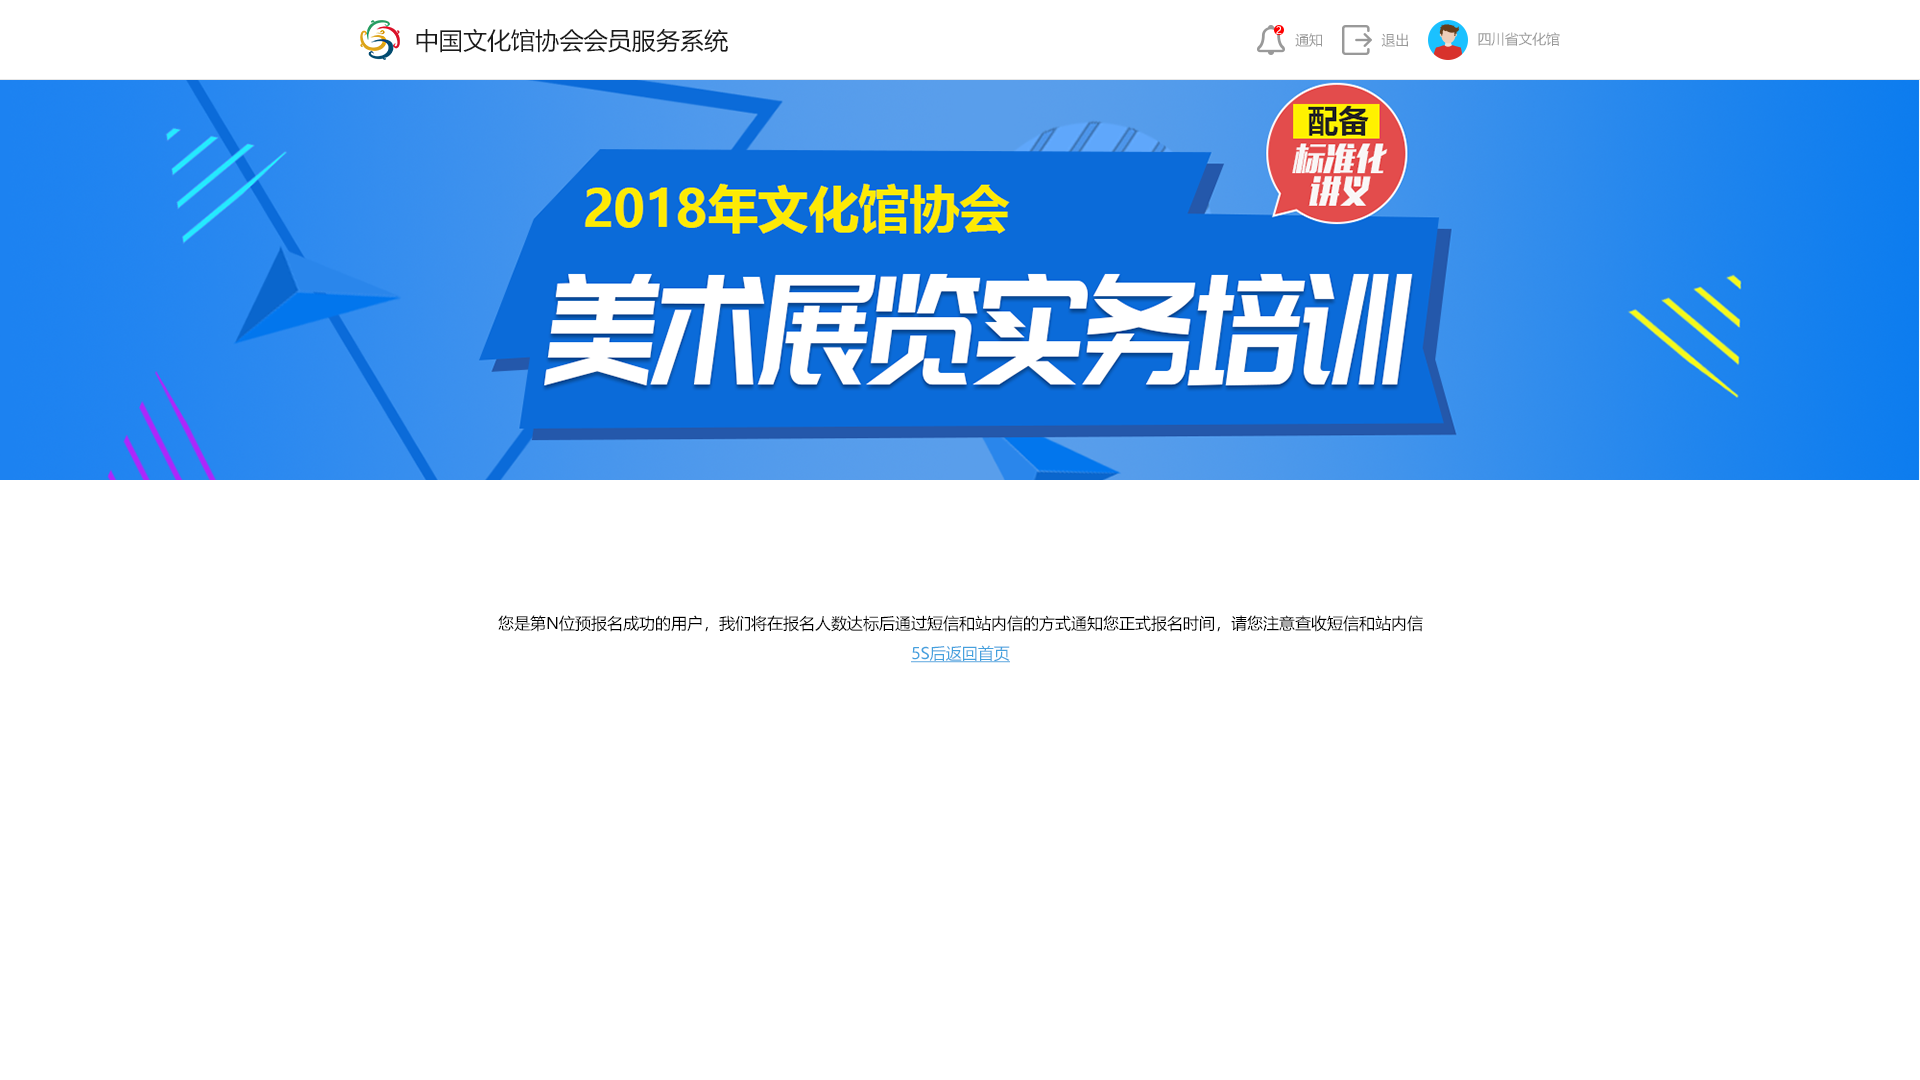 中国文化馆协会会员服务系统
2
通知
退出
四川省文化馆
配备
标准化
讲义
2018年文化馆协会
美术展览实务培训
您是第N位预报名成功的用户，我们将在报名人数达标后通过短信和站内信的方式通知您正式报名时间，请您注意查收短信和站内信
5S后返回首页